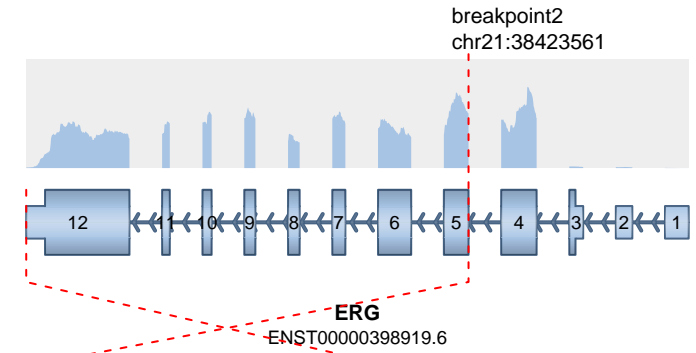 breakpoint2
chr21:38423561
12 11 10 9 8 7 6 5 4 3 2 1
ERG
ENST00000398919.6